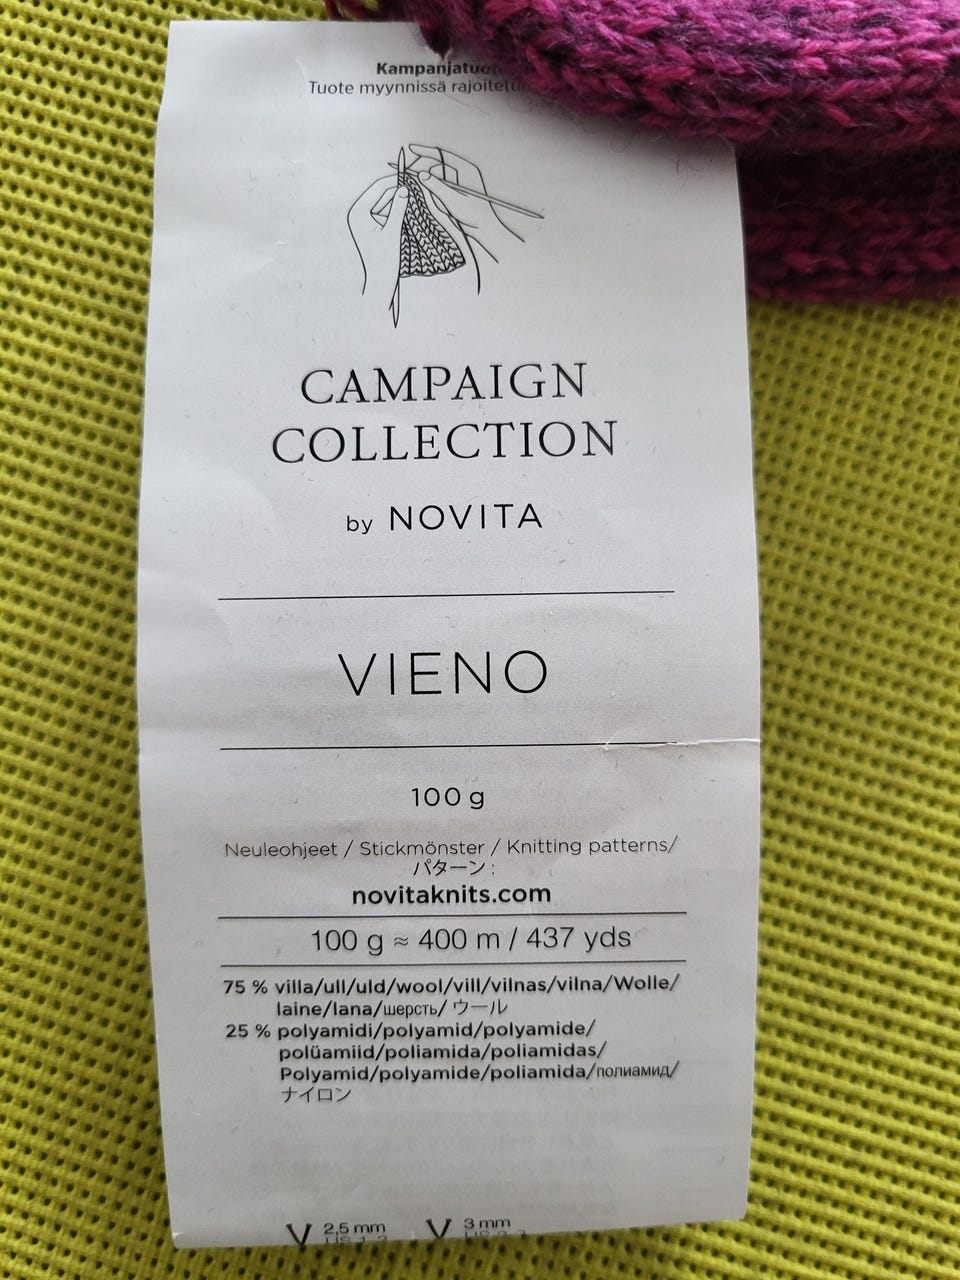 Tuote myynnissä
CAMPAIGN
COLLECTION
by NOVITA
VIENO
100 g
Neuleohjeet / Stickmönster / Knitting patterns/
パターン :
novitaknits.com
100 g ≈ 400 m / 437 yds
75 % villa/ull/uld/wool/vill/vilnas/vilna/Wolle/
laine/lana/шерсть/ ウール
25 % polyamidi/polyamid/polyamide/
polüamiid/poliamida/poliamidas/
Polyamid/polyamide/poliamida/полиамид/
ナイロン
2,5 mm 3 mm